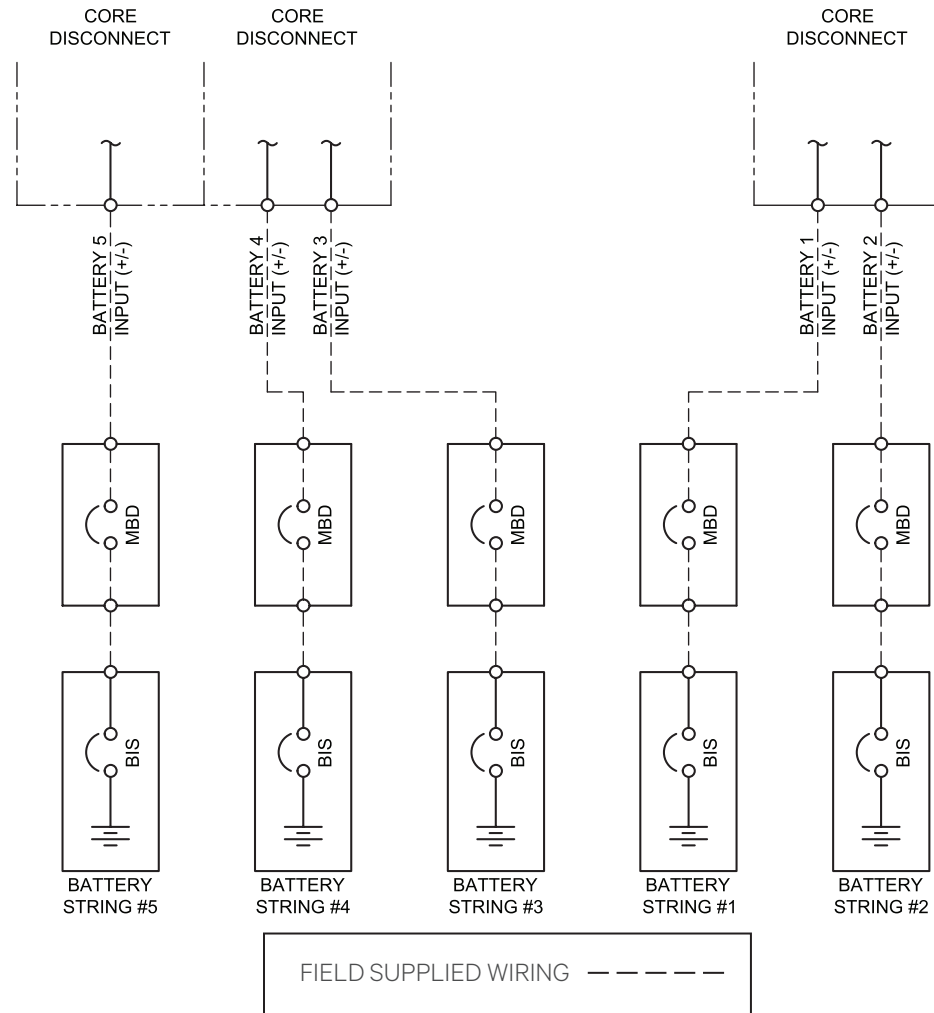 CORE
DISCONNECT
CORE
DISCONNECT
CORE
DISCONNECT
BATTERY 5
INPUT (+/-)
BATTERY 4
INPUT (+/-)
BATTERY 3
INPUT (+/-)
BATTERY 1
INPUT (+/-)
BATTERY 2
INPUT (+/-)
MBD
MBD
MBD
MBD
MBD
BIS
BIS
BIS
BIS
BIS
BATTERY
STRING #5
BATTERY
STRING #4
BATTERY
STRING #3
BATTERY
STRING #1
BATTERY
STRING #2
FIELD SUPPLIED WIRING